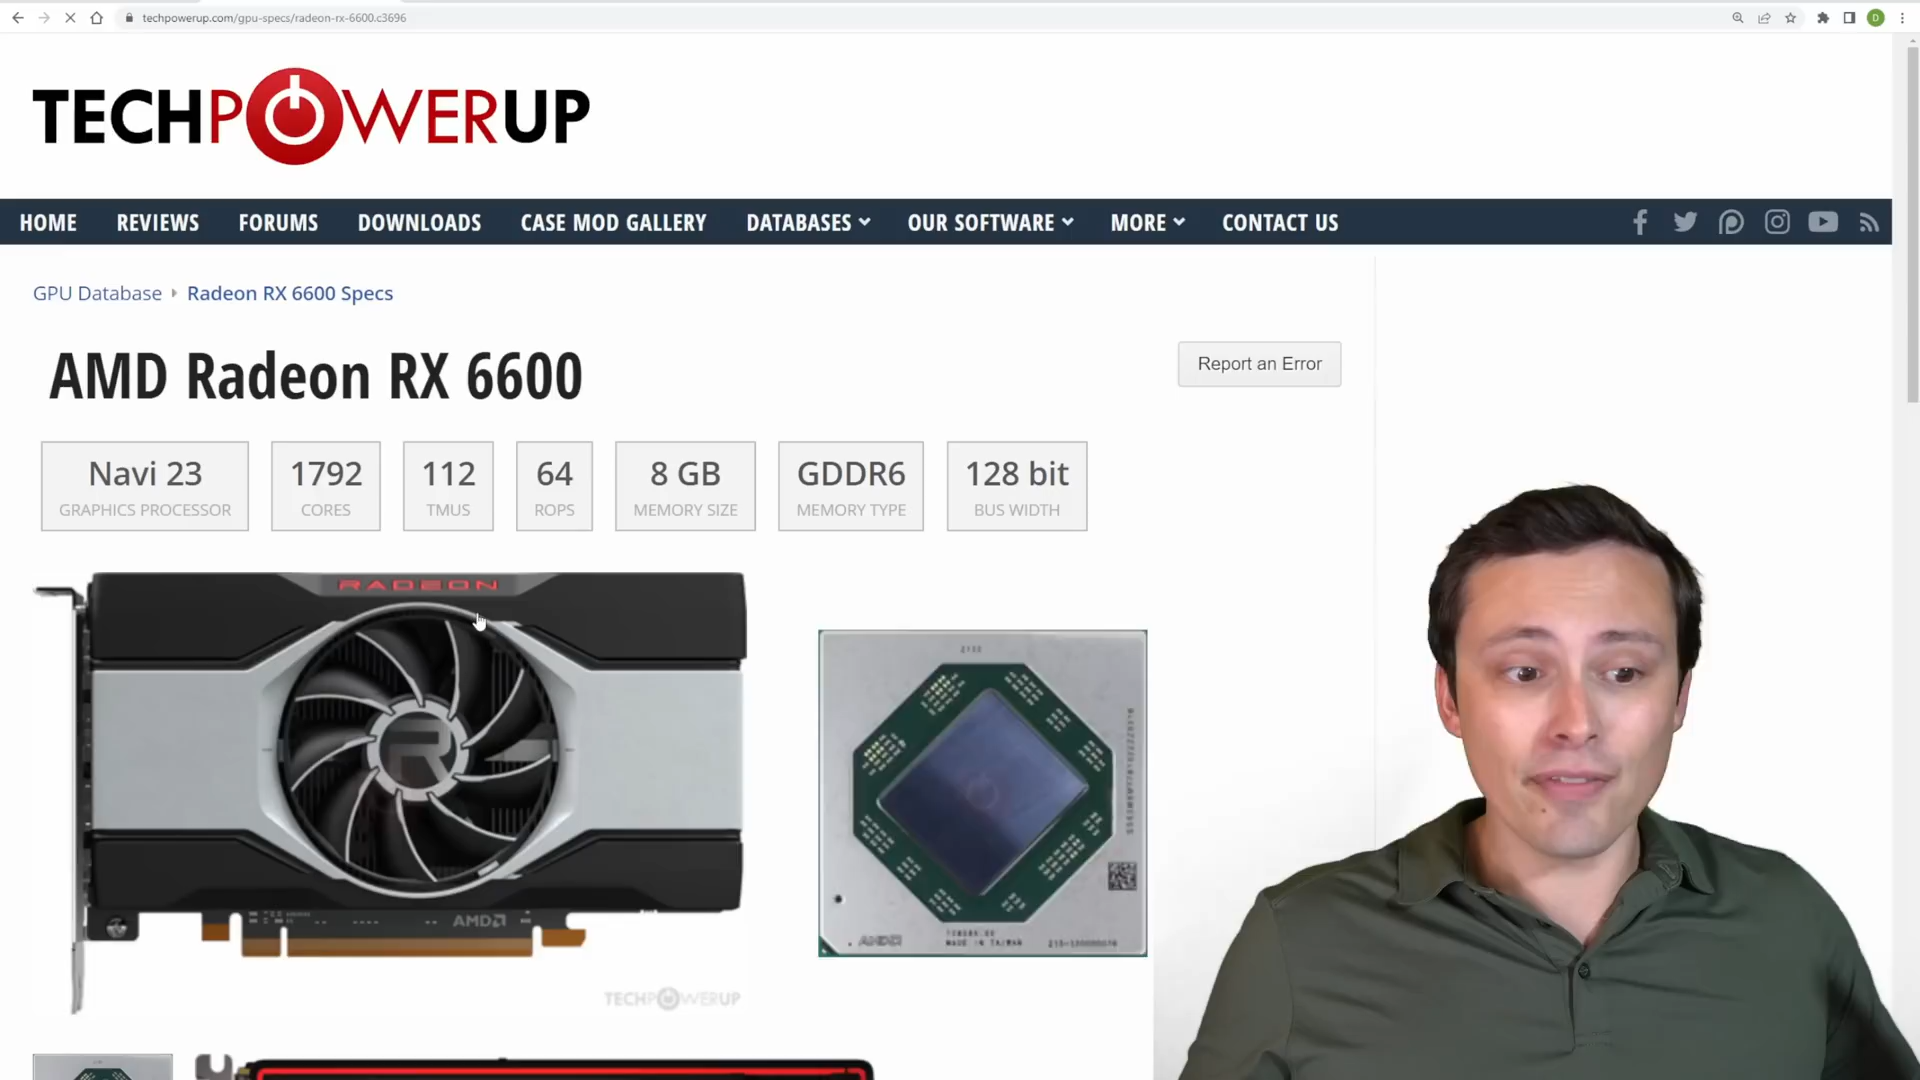 techpowerup.com/gpu-specs/radeon-rx-6600.c3696
D
TECHPOWERUP
HOME REVIEWS FORUMS DOWNLOADS CASE MOD GALLERY DATABASES OUR SOFTWARE MORE CONTACT US
GPU Database Radeon RX 6600 Specs
AMD Radeon RX 6600
Report an Error
Navi 23 1792 112 64 8 GB GDDR6 128 bit
GRAPHICS PROCESSOR CORES TMUS ROPS MEMORY SIZE MEMORY TYPE BUS WIDTH
RADEON
R
AMD
AMD
MADE IN TAIWAN
TECHPOWERUP